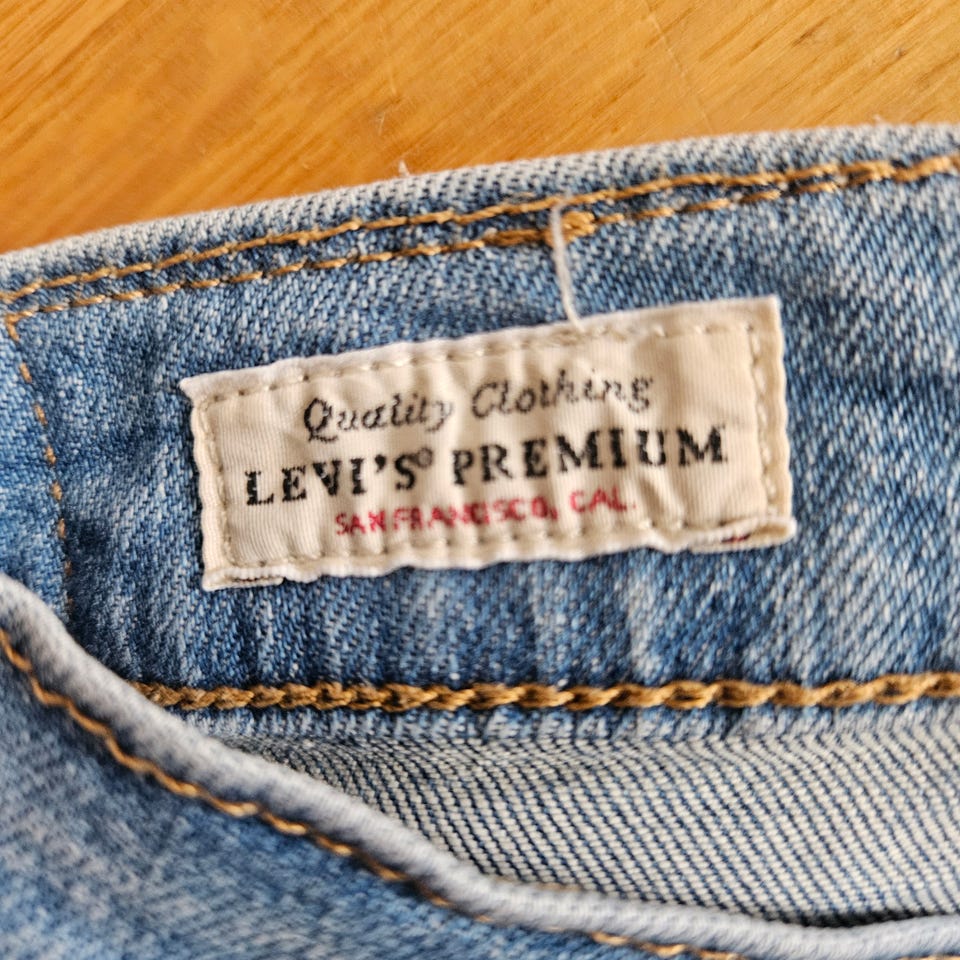 Quality Clothing
LEVI'S® PREMIUM
SAN FRANCISCO, CAL.